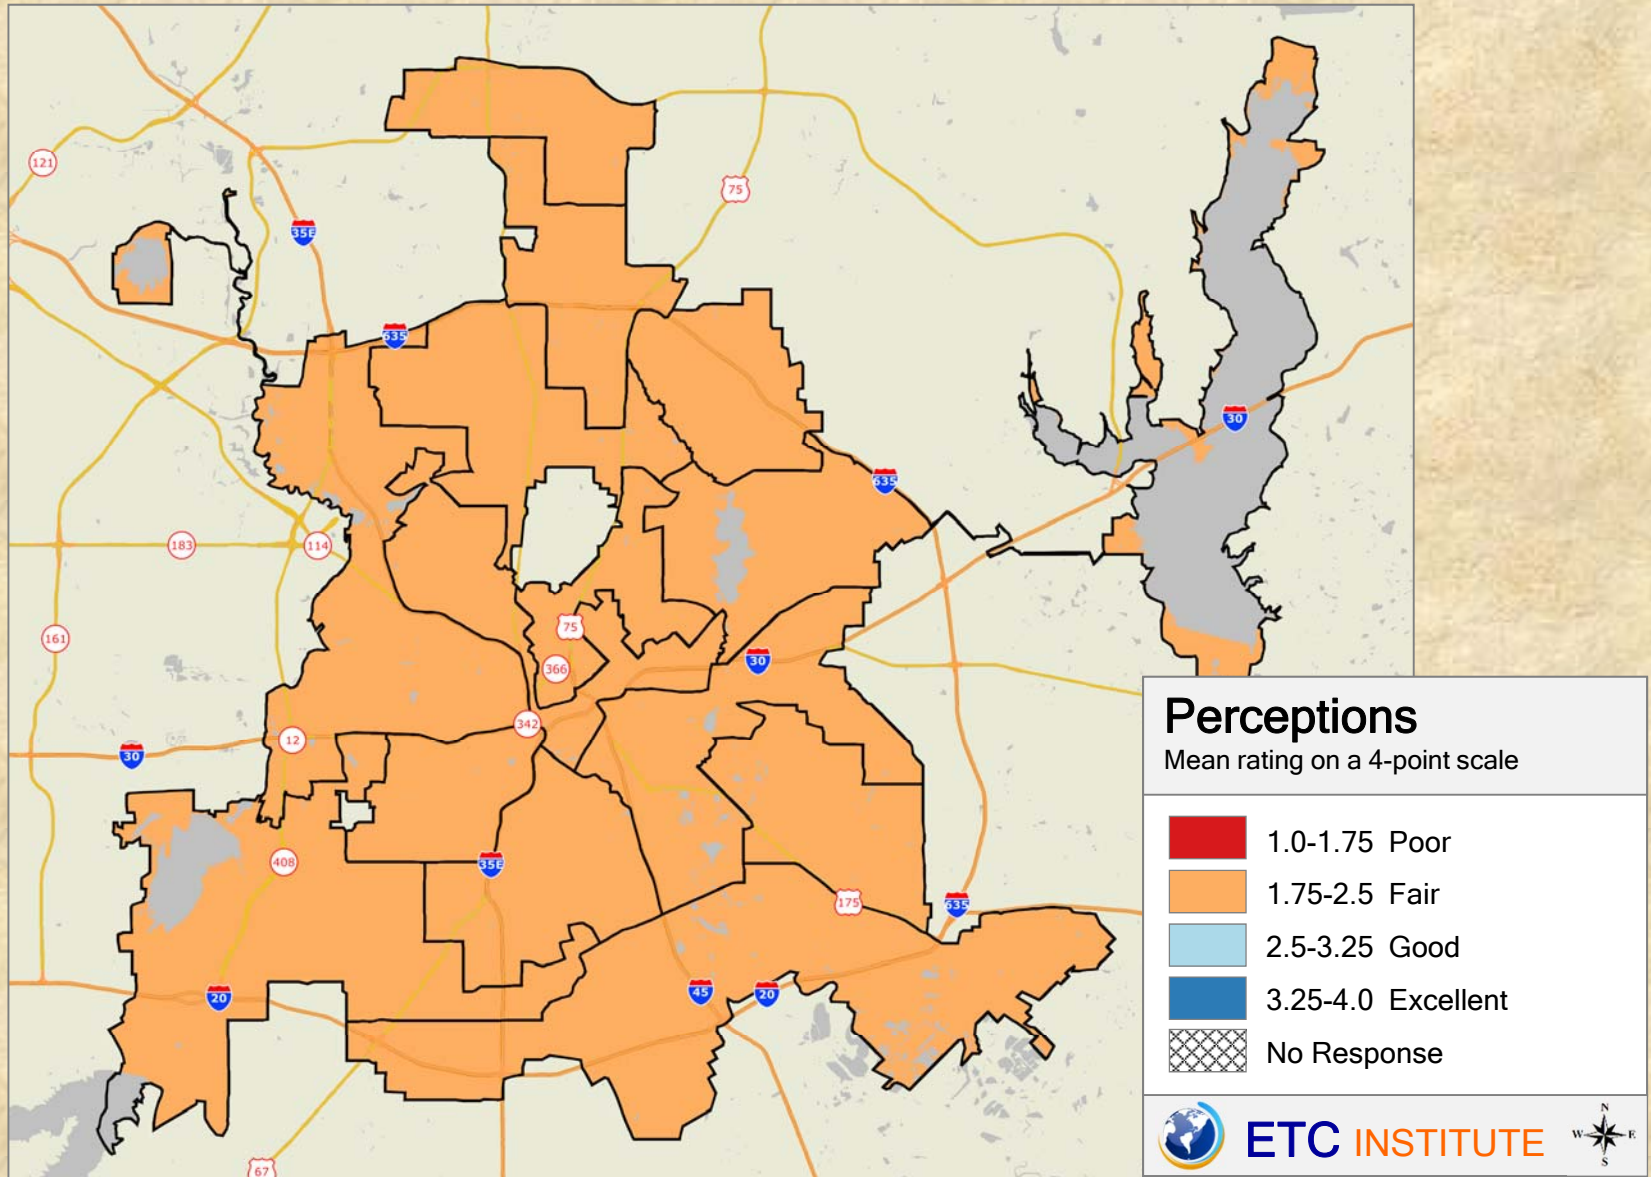 121
75
35E
635
30
635
183
114
161
75
366
30
342
12
30
408
35E
175
635
20
45
20
67
Perceptions
Mean rating on a 4-point scale
1.0-1.75 Poor
1.75-2.5 Fair
2.5-3.25 Good
3.25-4.0 Excellent
No Response
ETC INSTITUTE
N
W E
S